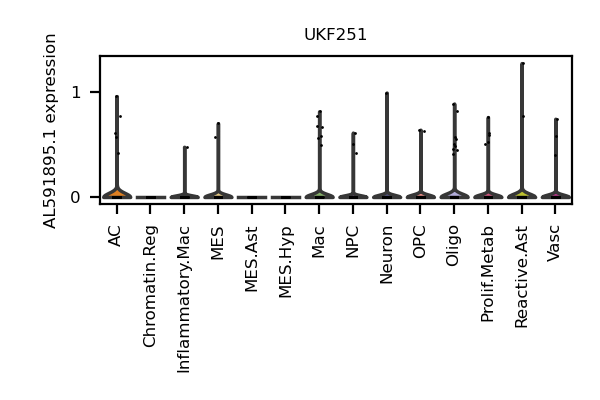 UKF251
AL591895.1 expression
1
0
AC
Chromatin.Reg
Inflammatory.Mac
MES
MES.Ast
MES.Hyp
Mac
NPC
Neuron
OPC
Oligo
Prolif.Metab
Reactive.Ast
Vasc